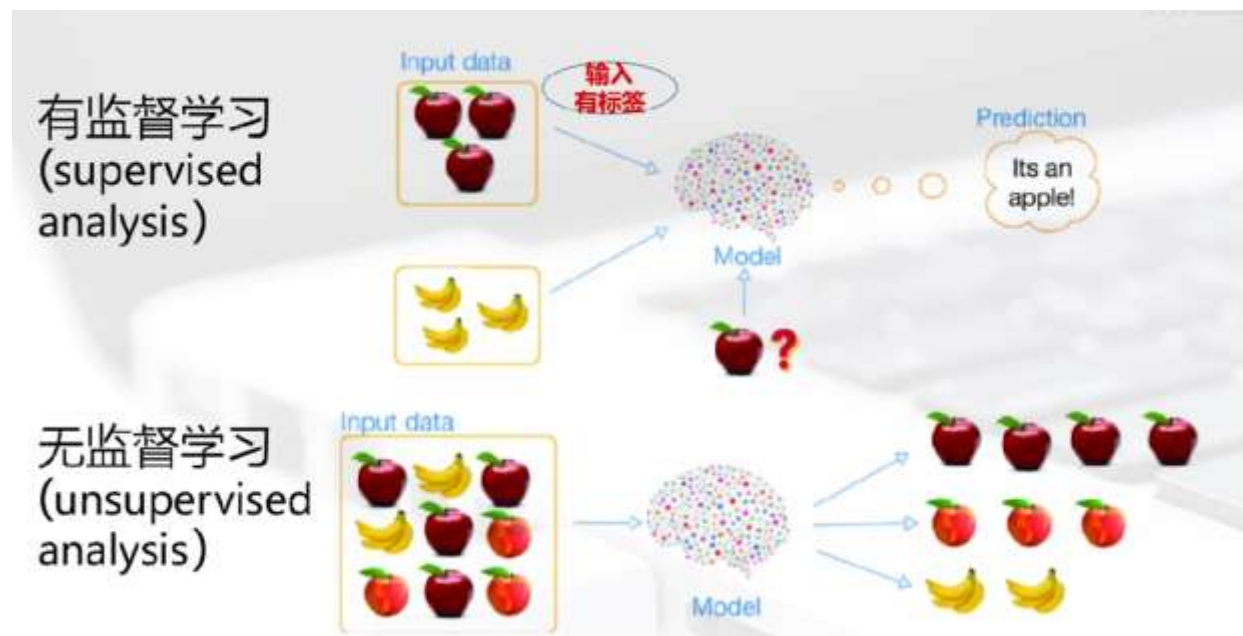 有监督学习
(supervised
analysis)
Input data
输入
有标签
Model
?
Prediction
Its an
apple!
无监督学习
(unsupervised
analysis)
Input data
Model